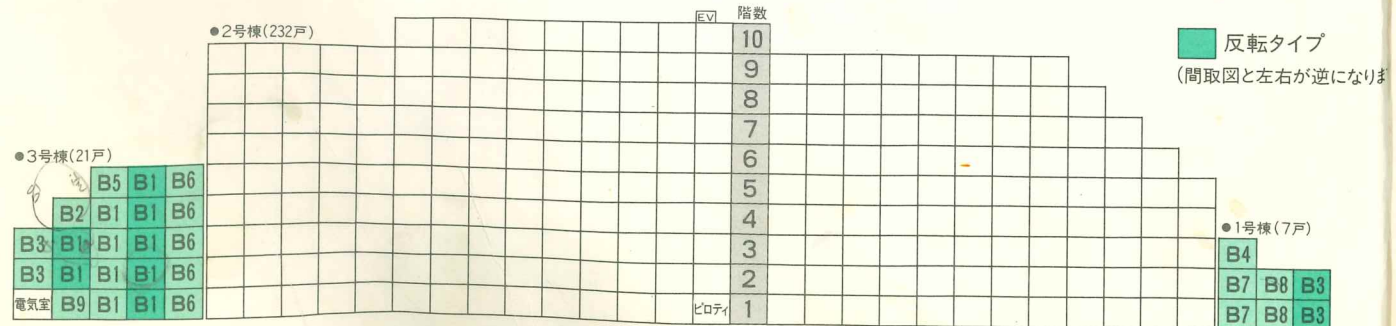 EV 階数
●2号棟(232戸)
10
反転タイプ
9
(間取図と左右が逆になりま
8
7
●3号棟(21戸)
6
B5 B1 B6
5
B2 B1 B1 B6
4
●1号棟(7戸)
B3 B1 B1 B1 B6
3
B4
B3 B1 B1 B1 B6
2
B7 B8 B3
電気室 B9 B1 B1 B6
ピロティ 1
B7 B8 B3